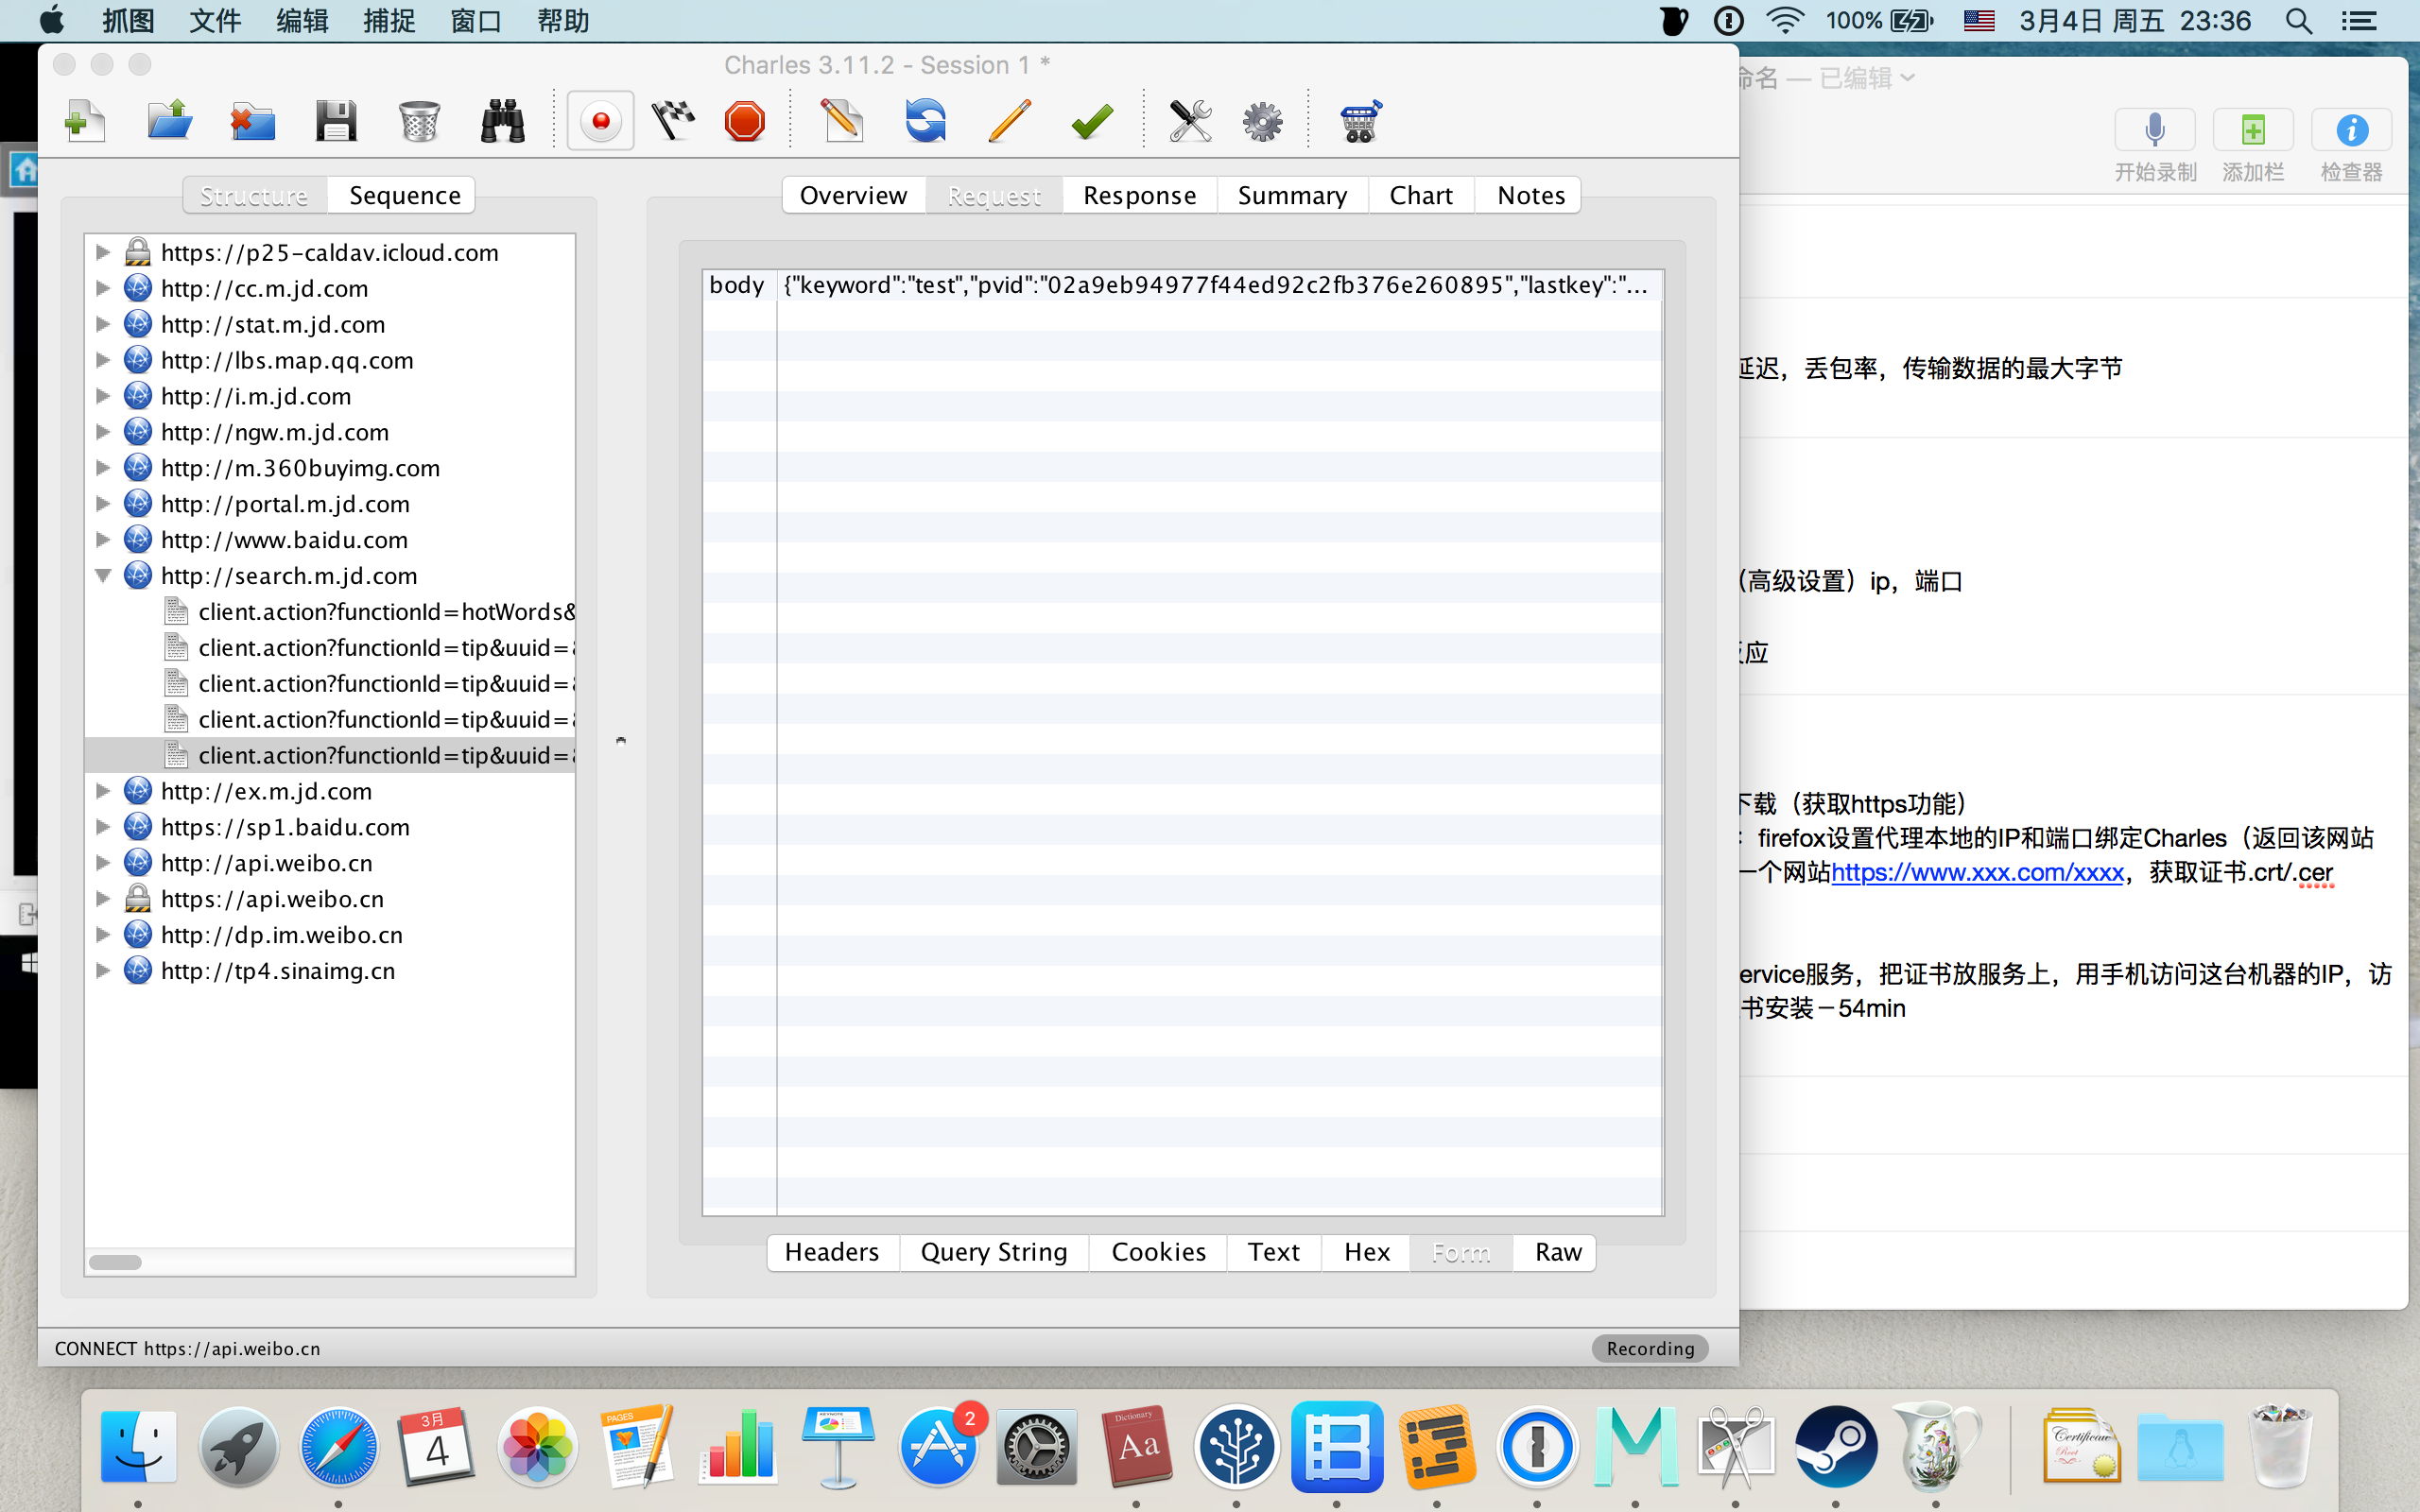 抓图 文件 编辑 捕捉 窗口 帮助
100% 3月4日 周五 23:36
Charles 3.11.2 - Session 1 *
命名 — 已编辑
开始录制 添加栏 检查器
Structure Sequence
Overview Request Response Summary Chart Notes
https://p25-caldav.icloud.com
http://cc.m.jd.com
http://stat.m.jd.com
http://lbs.map.qq.com
http://i.m.jd.com
http://ngw.m.jd.com
http://m.360buyimg.com
http://portal.m.jd.com
http://www.baidu.com
http://search.m.jd.com
client.action?functionId=hotWords&
client.action?functionId=tip&uuid=
client.action?functionId=tip&uuid=
client.action?functionId=tip&uuid=
client.action?functionId=tip&uuid=
http://ex.m.jd.com
https://sp1.baidu.com
http://api.weibo.cn
https://api.weibo.cn
http://dp.im.weibo.cn
http://tp4.sinaimg.cn
body {"keyword":"test","pvid":"02a9eb94977f44ed92c2fb376e260895","lastkey":"...
Headers Query String Cookies Text Hex Form Raw
延迟，丢包率，传输数据的最大字节
（高级设置）ip，端口
应
下载（获取https功能）
：firefox设置代理本地的IP和端口绑定Charles（返回该网站
一个网站https://www.xxx.com/xxxx，获取证书.crt/.cer
ervice服务，把证书放服务上，用手机访问这台机器的IP，访
书安装－54min
CONNECT https://api.weibo.cn
Recording
3月
4
PAGES
KEYNOTE
2
Dictionary
Aa
Certificate
Root